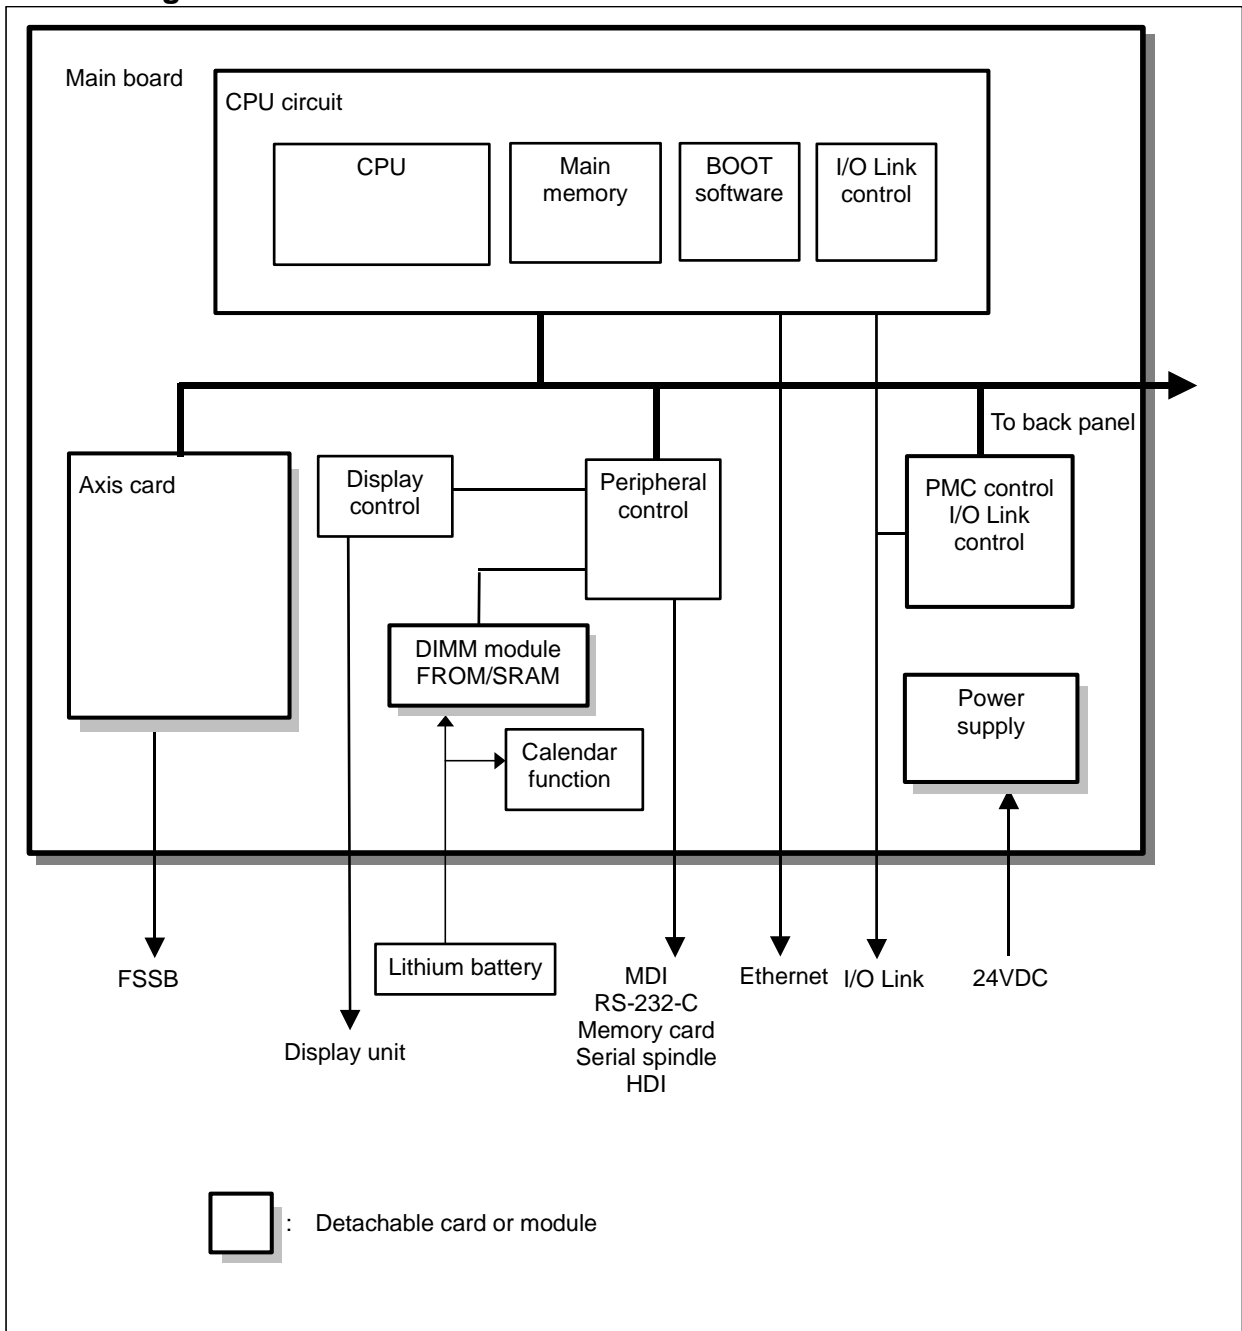 Main board
CPU circuit
CPU
Main
memory
BOOT
software
I/O Link
control
To back panel
Axis card
Display
control
Peripheral
control
PMC control
I/O Link
control
DIMM module
FROM/SRAM
Power
supply
Calendar
function
FSSB
Lithium battery
Display unit
MDI
RS-232-C
Memory card
Serial spindle
HDI
Ethernet
I/O Link
24VDC
: Detachable card or module